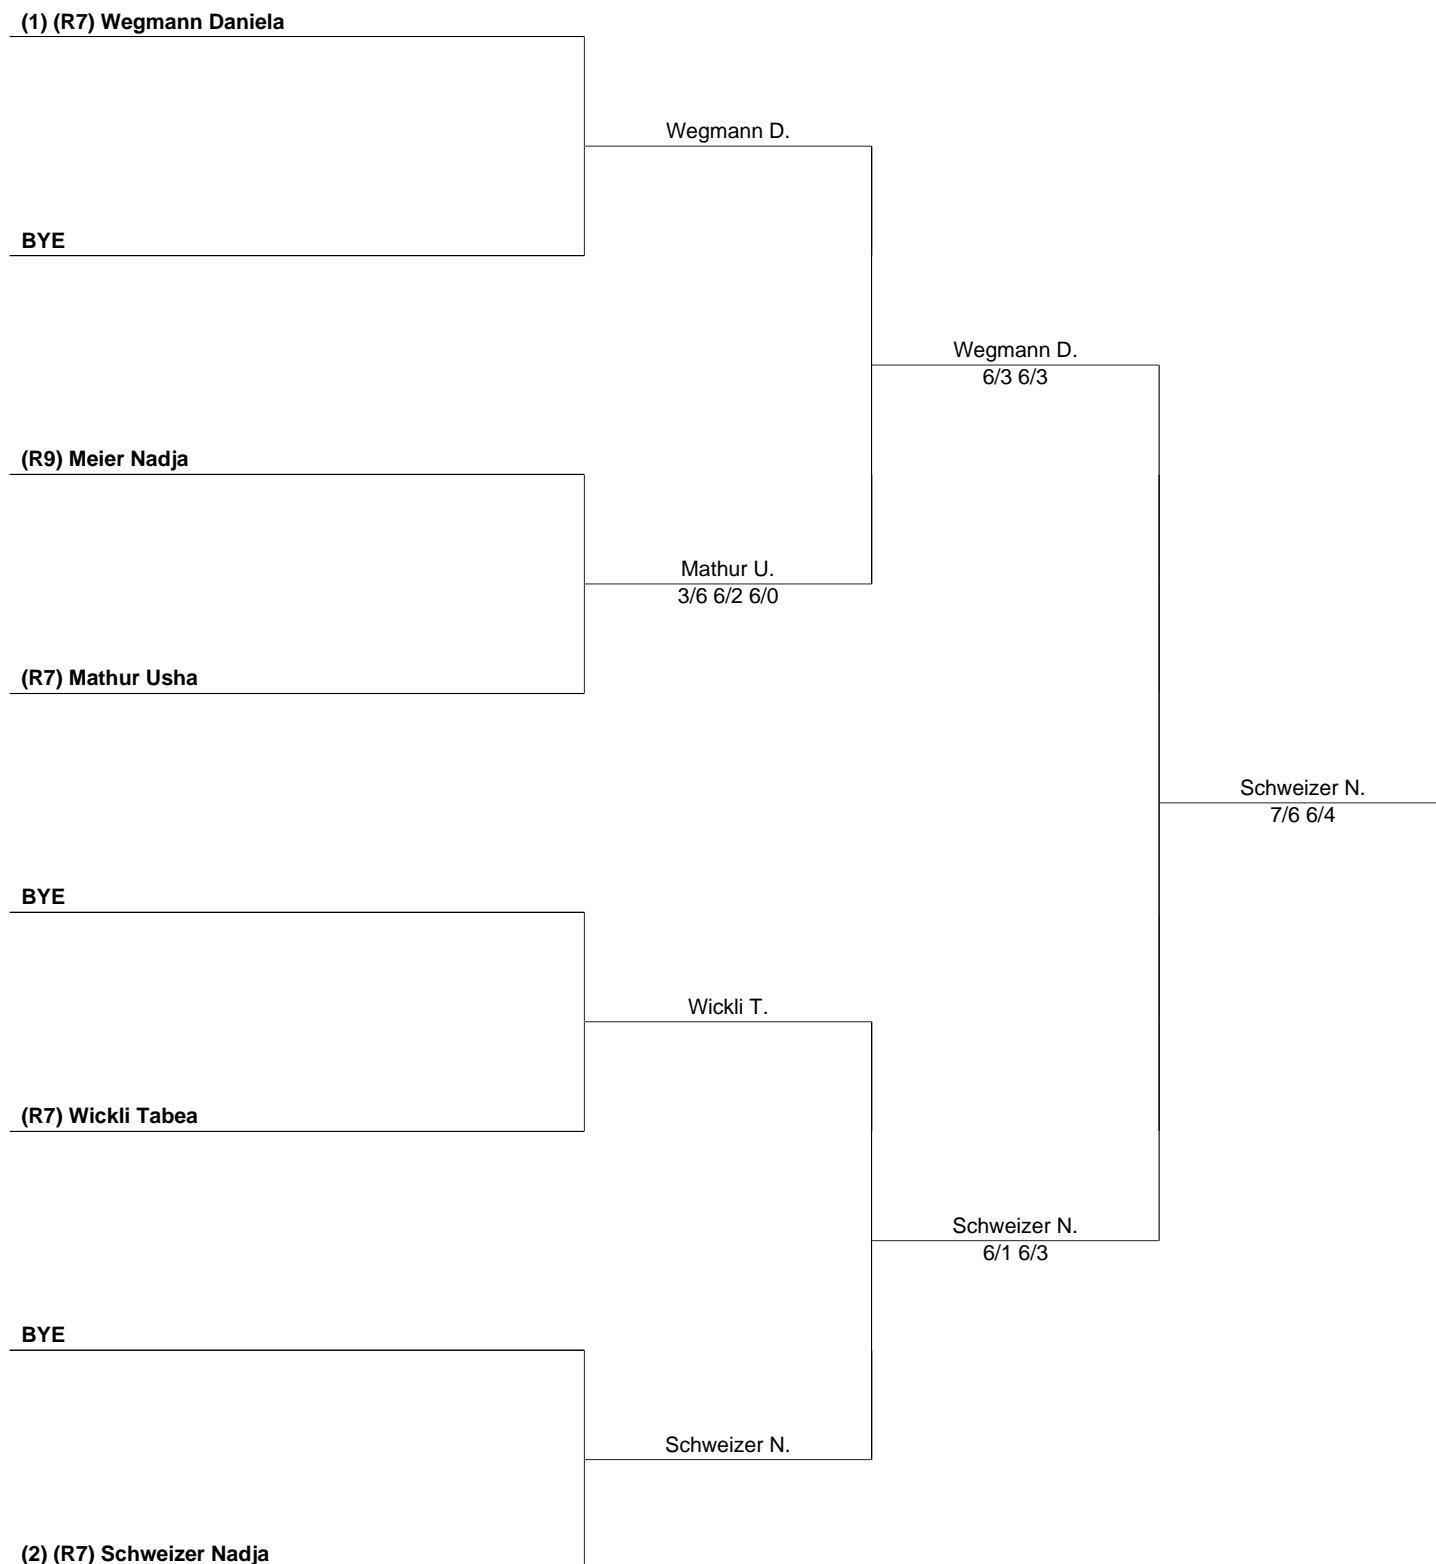 (1) (R7) Wegmann Daniela
Wegmann D.
BYE
Wegmann D.
6/3 6/3
(R9) Meier Nadja
Mathur U.
3/6 6/2 6/0
(R7) Mathur Usha
Schweizer N.
7/6 6/4
BYE
Wickli T.
(R7) Wickli Tabea
Schweizer N.
6/1 6/3
BYE
Schweizer N.
(2) (R7) Schweizer Nadja